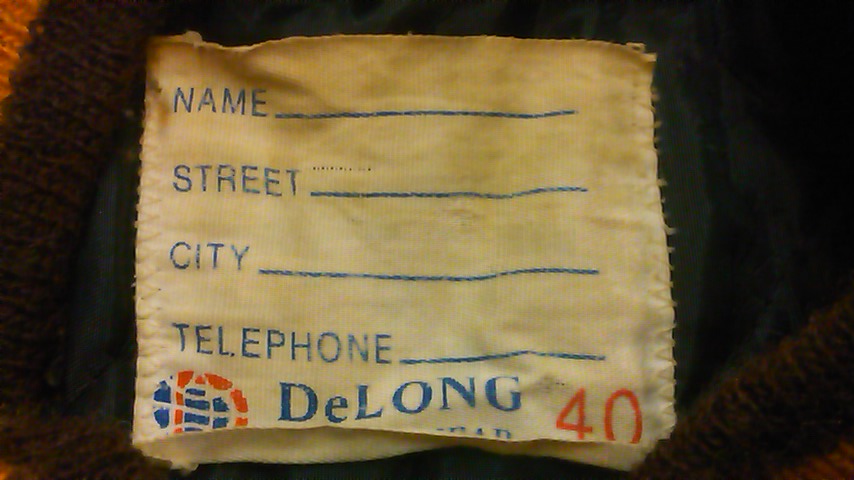 NAME
STREET
CITY
TELEPHONE
DeLONG 40